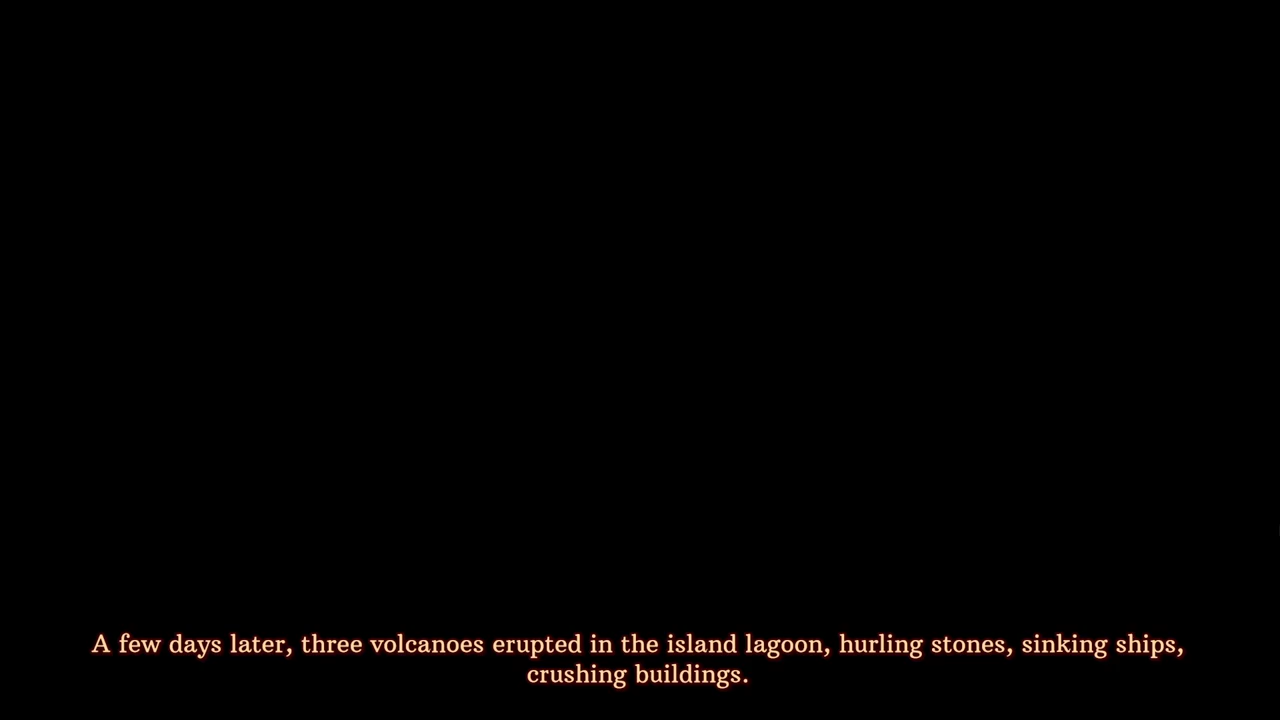 A few days later, three volcanoes erupted in the island lagoon, hurling stones, sinking ships,
crushing buildings.